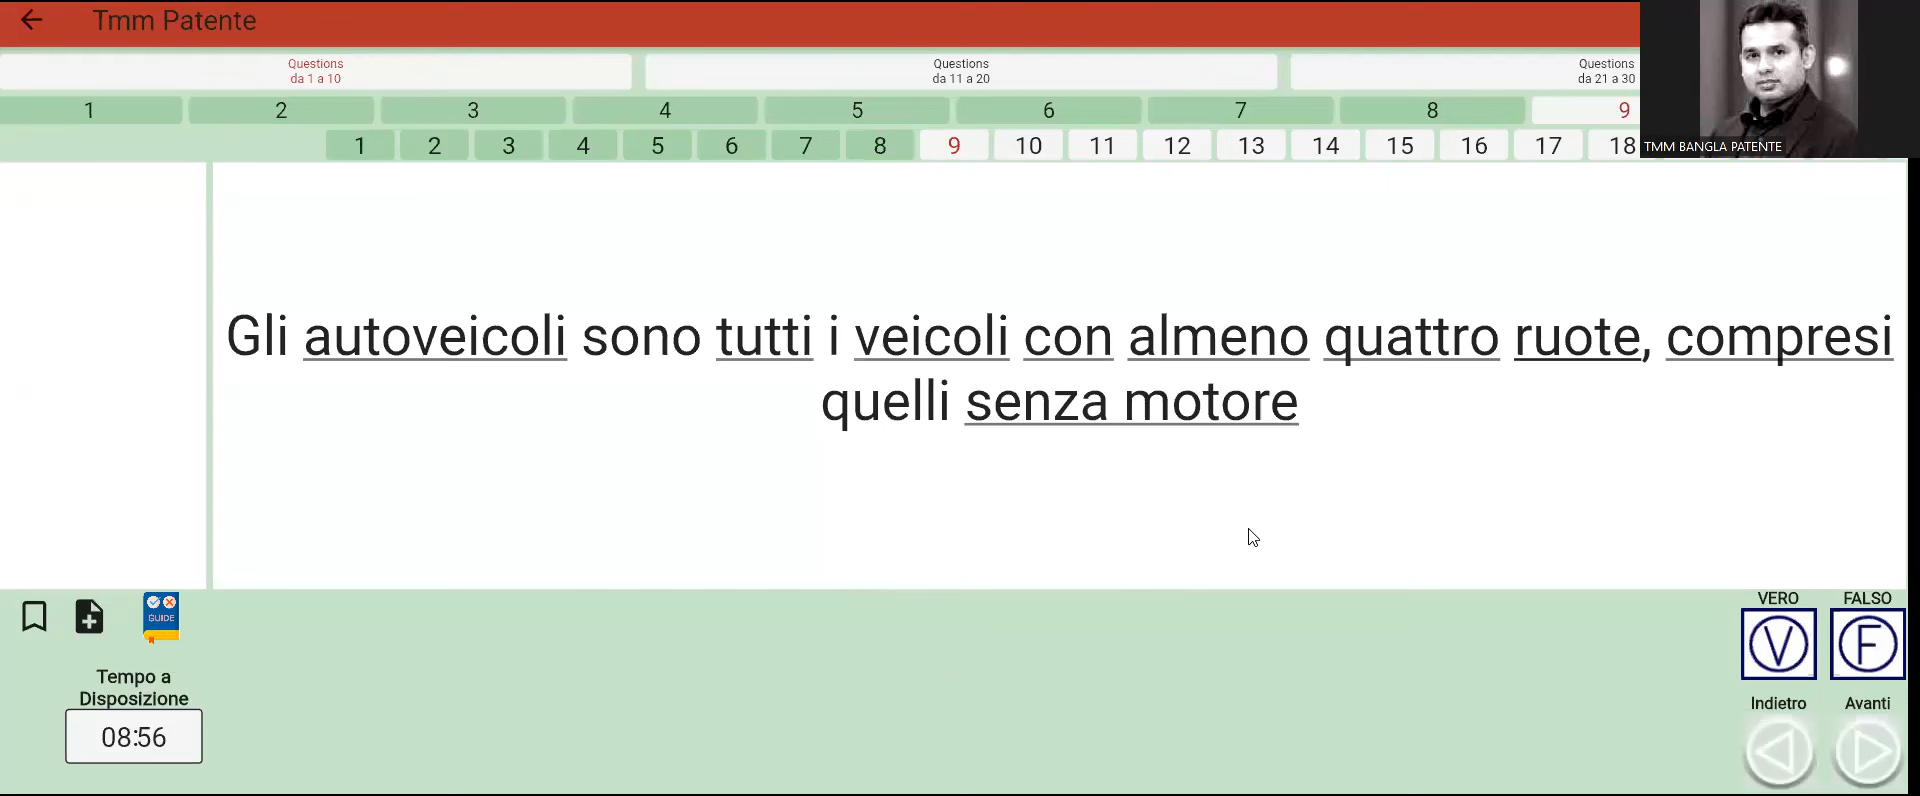 Tmm Patente
Questions
da 1 a 10
Questions
da 11 a 20
Questions
da 21 a 30
1 2 3 4 5 6 7 8 9
1 2 3 4 5 6 7 8 9 10 11 12 13 14 15 16 17 18
TMM BANGLA PATENTE
Gli autoveicoli sono tutti i veicoli con almeno quattro ruote, compresi
quelli senza motore
GUIDE
VERO FALSO
V F
Tempo a
Disposizione
08:56
Indietro Avanti